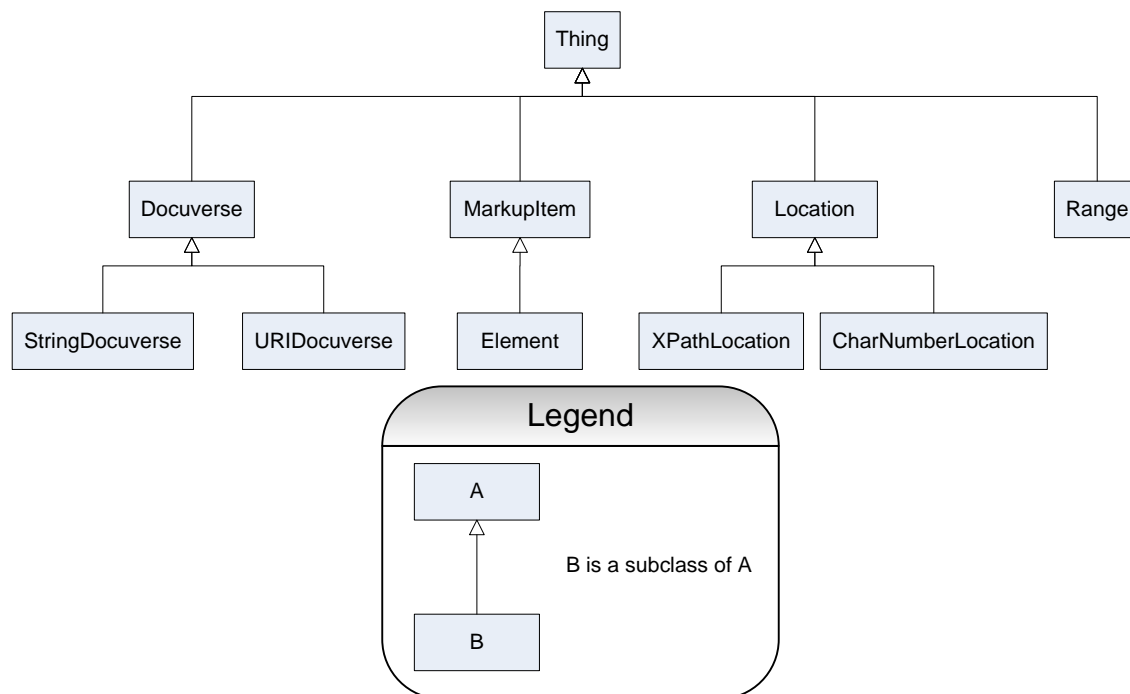 Thing
Docuverse
MarkupItem
Location
Range
StringDocuverse
URIDocuverse
Element
XPathLocation
CharNumberLocation
Legend
A
B is a subclass of A
B